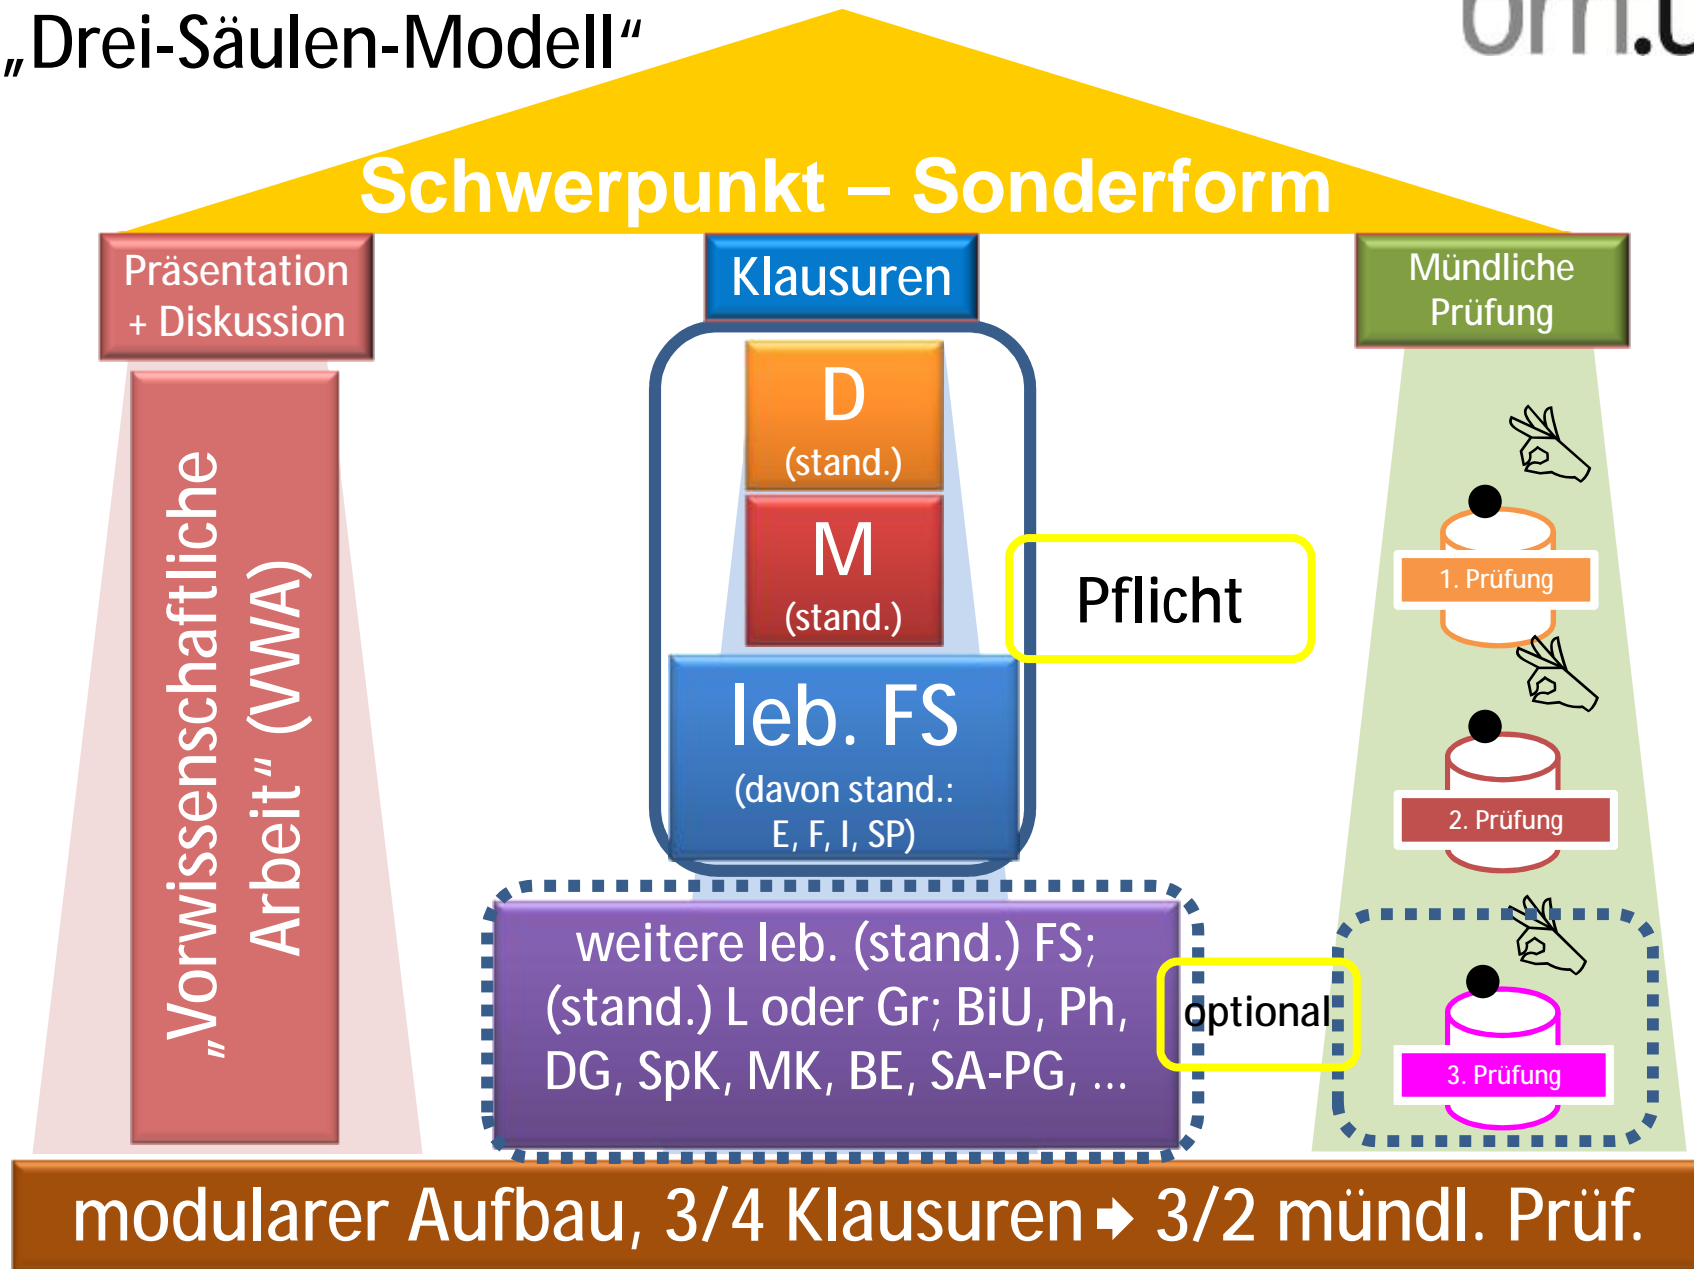 „Drei-Säulen-Modell“
Schwerpunkt – Sonderform
Präsentation
+ Diskussion
„Vorwissenschaftliche
Arbeit“ (VWA)
Klausuren
D
(stand.)
M
(stand.)
leb. FS
(davon stand.:
E, F, I, SP)
Pflicht
weitere leb. (stand.) FS;
(stand.) L oder Gr; BiU, Ph,
DG, SpK, MK, BE, SA-PG, ...
optional
Mündliche
Prüfung
1. Prüfung
2. Prüfung
3. Prüfung
modularer Aufbau, 3/4 Klausuren ➨ 3/2 mündl. Prüf.